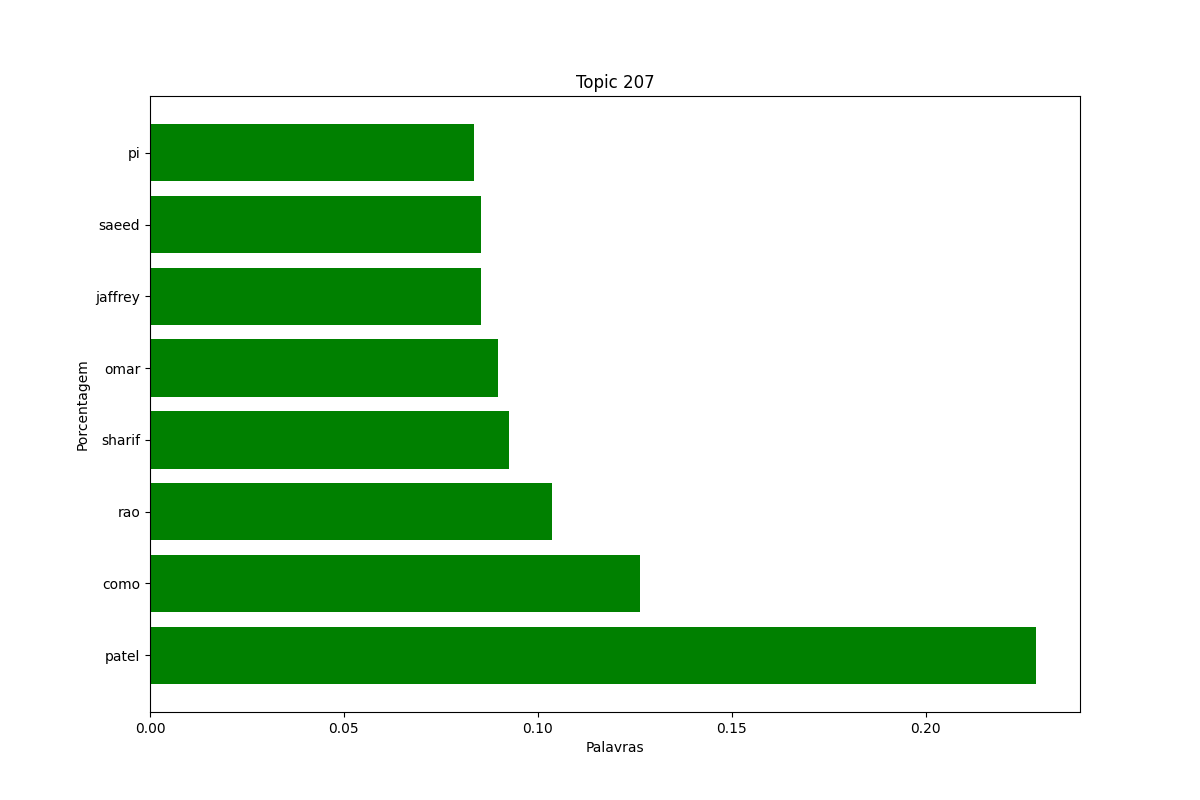 Topic 207
pi
saeed
jaffrey
omar
sharif
rao
como
patel
Porcentagem
0.00 0.05 0.10 0.15 0.20
Palavras